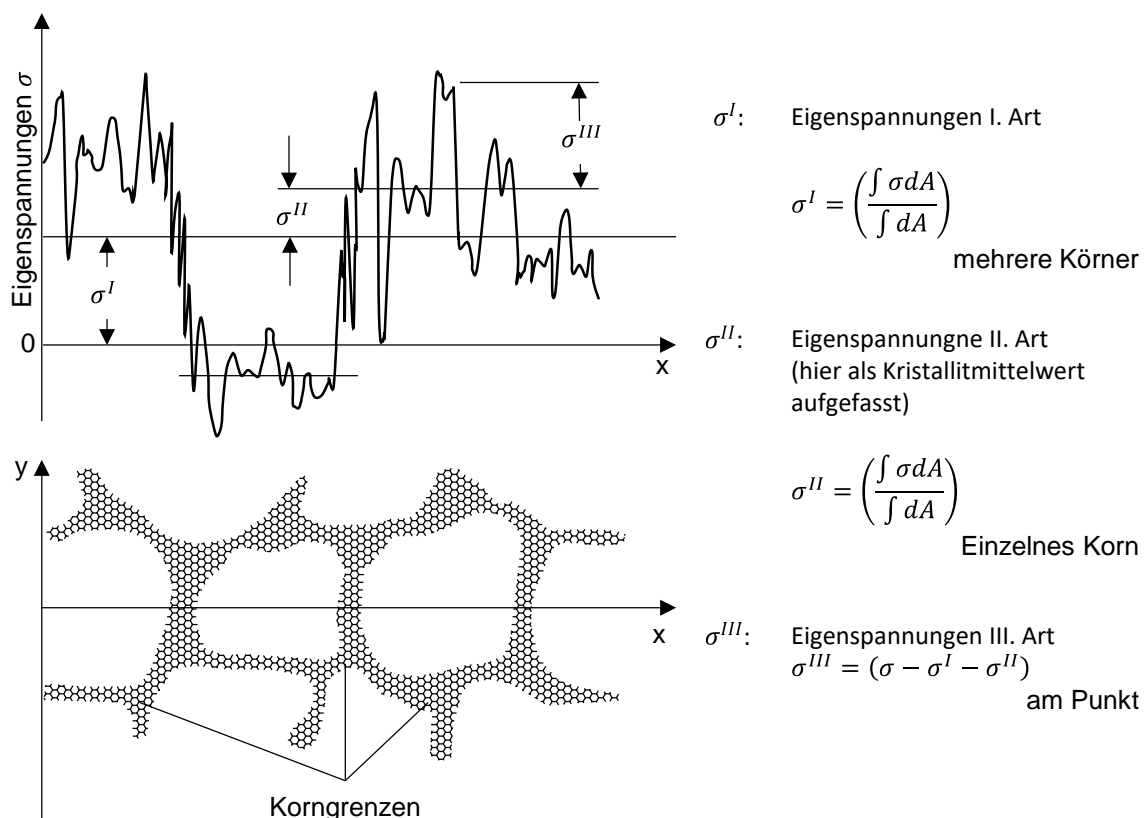 Eigenspannungen σ
σ^I
σ^II
σ^III
0
x
y
x
Korngrenzen
σ^I: Eigenspannungen I. Art
σ^I = (∫ σdA / ∫ dA)
mehrere Körner
σ^II: Eigenspannungne II. Art
(hier als Kristallitmittelwert
aufgefasst)
σ^II = (∫ σdA / ∫ dA)
Einzelnes Korn
σ^III: Eigenspannungen III. Art
σ^III = (σ − σ^I − σ^II)
am Punkt